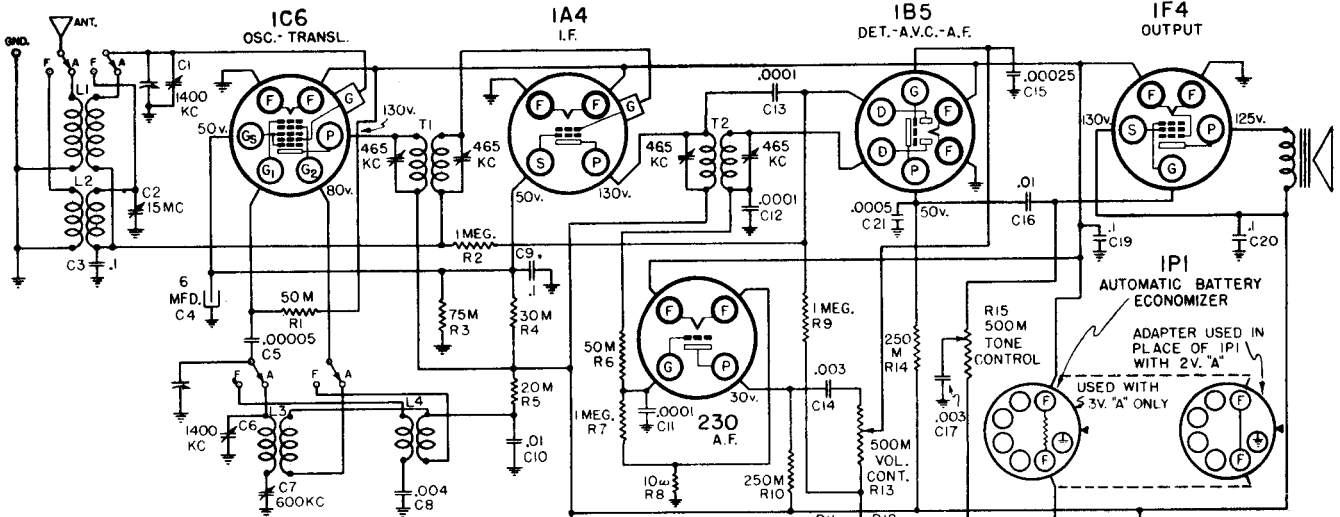 1C6
OSC.- TRANSL.
1A4
I.F.
1B5
DET.-A.V.C.-A.F.
1F4
OUTPUT
ANT.
GND.
F
A
F
A
L1
C1
1400
KC
L2
C2
15MC
C3
.1
50v.
F
F
G
GS
P
G1
G2
130v.
80v.
465
KC
T1
465
KC
F
F
G
S
P
50v.
130v.
.0001
C13
T2
465
KC
465
KC
.0001
C12
G
D
F
D
F
P
50v.
.00025
C15
.0005
C21
.01
C16
130v.
F
F
S
P
G
125v.
.1
C19
.1
C20
1 MEG.
R2
6
MFD.
C4
50 M
R1
.00005
C5
75M
R3
C9
.1
30M
R4
20 M
R5
.01
C10
F
A
F
A
L3
L4
C6
1400
KC
C7
600KC
.004
C8
50 M
R6
1 MEG.
R7
.0001
C11
F
F
G
P
30v.
230
A.F.
10ω
R8
250M
R10
.003
C14
1 MEG.
R9
500M
VOL.
CONT.
R13
250
M
R14
R15
500M
TONE
CONTROL
.003
C17
1P1
AUTOMATIC BATTERY
ECONOMIZER
ADAPTER USED IN
PLACE OF 1P1
WITH 2V. "A"
USED WITH
3V. "A" ONLY
F
F
F
F